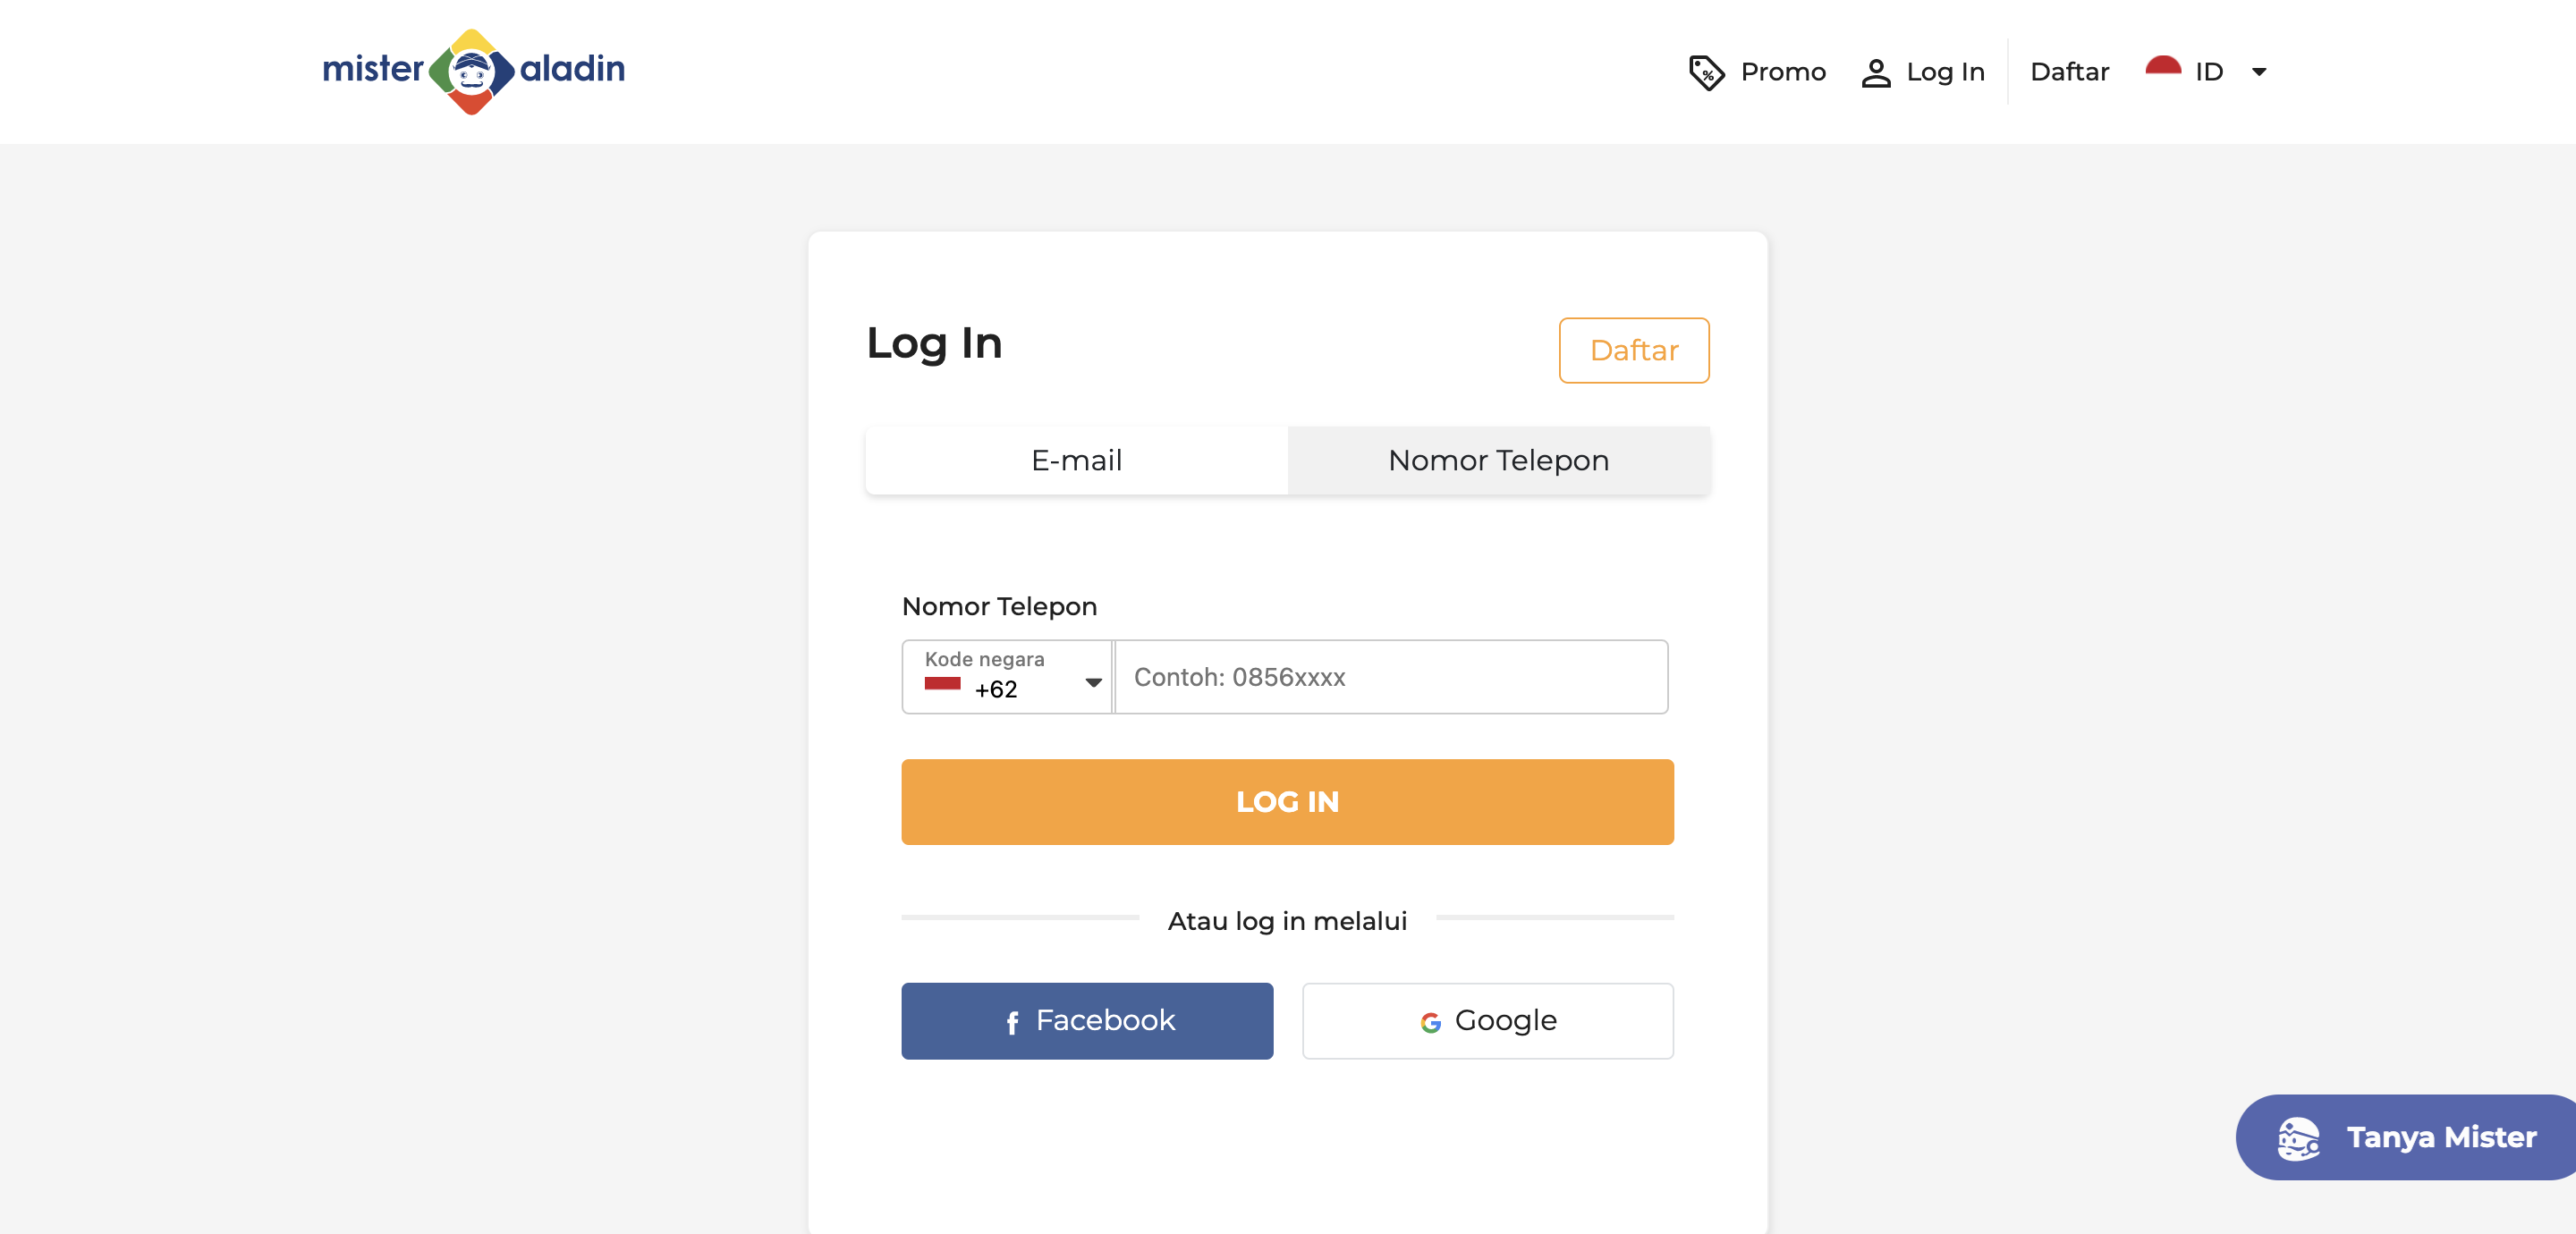 mister aladin
Promo
Log In
Daftar
ID
Log In
Daftar
E-mail
Nomor Telepon
Nomor Telepon
Kode negara
+62
Contoh: 0856xxxx
LOG IN
Atau log in melalui
Facebook
Google
Tanya Mister